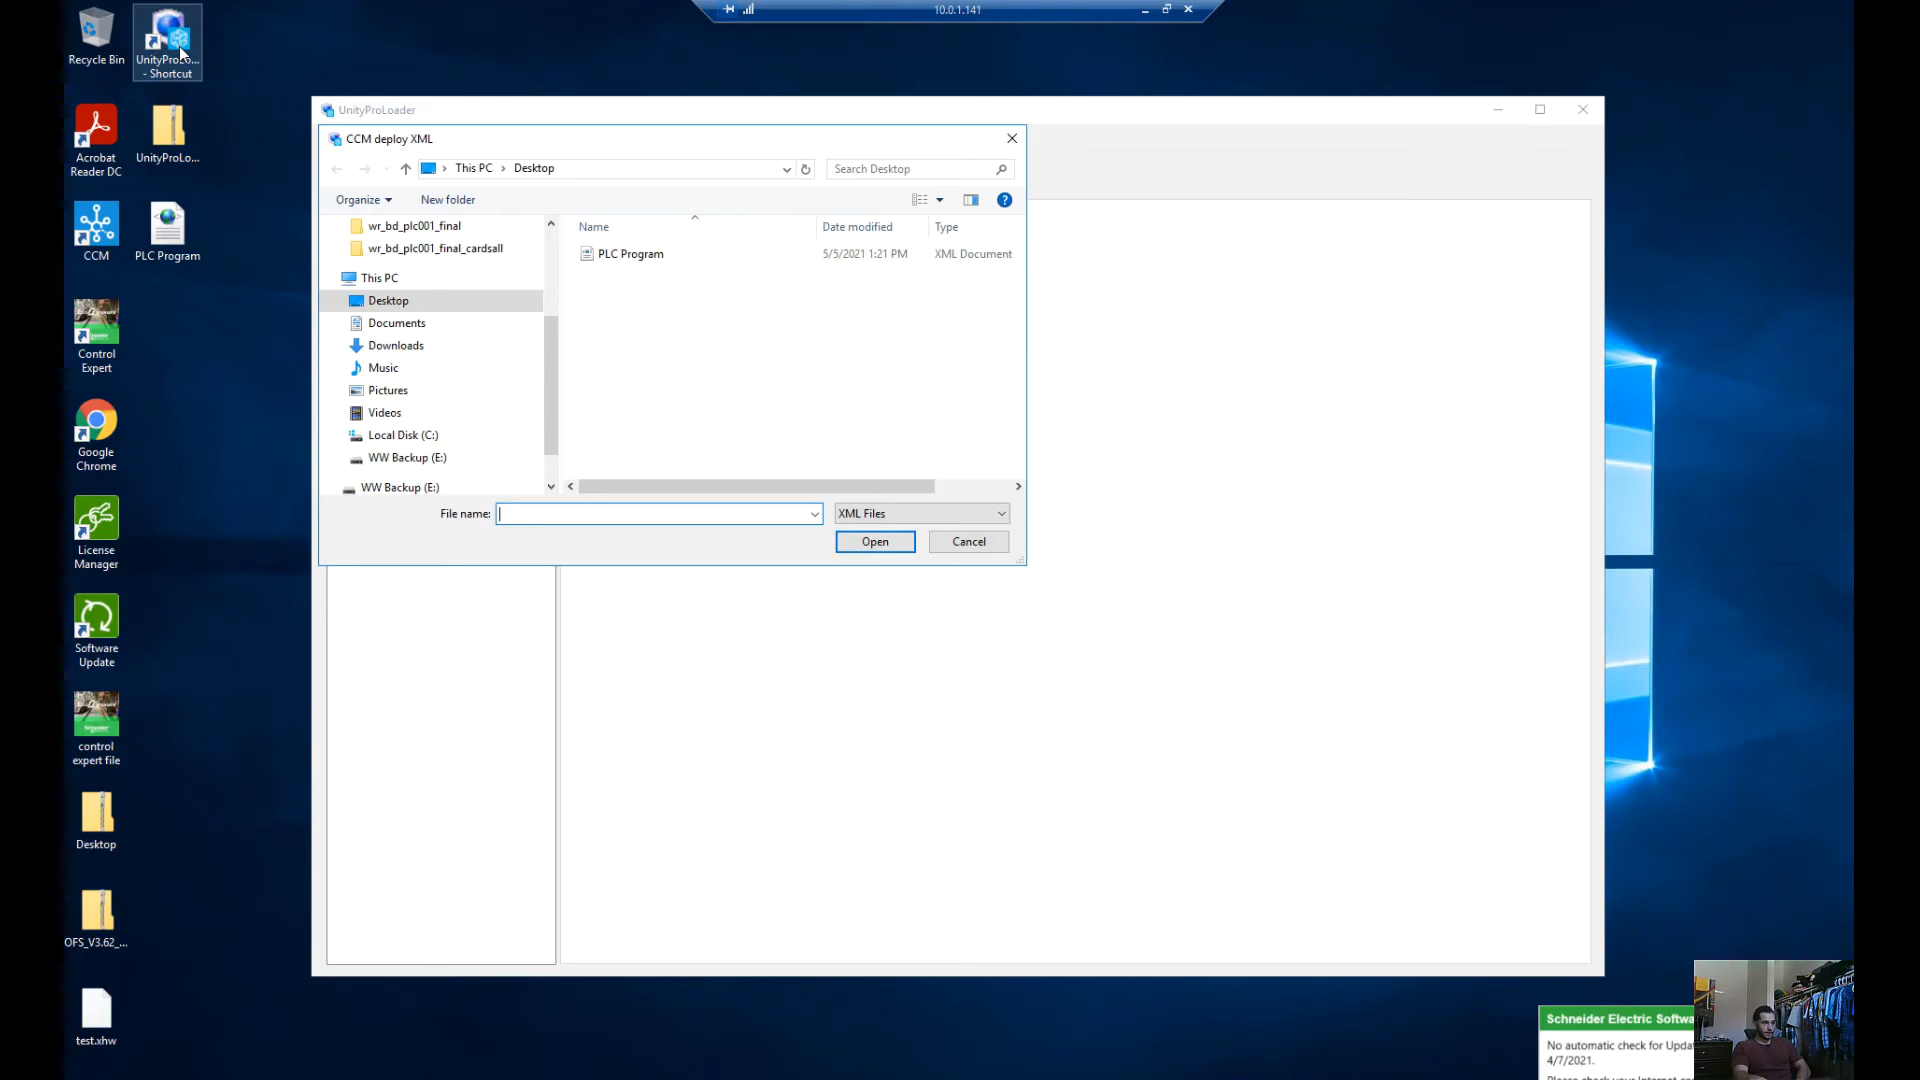 10.0.1.141
Recycle Bin
UnityProLo...
- Shortcut
Acrobat
Reader DC
UnityProLo...
CCM
PLC Program
Control
Expert
Google
Chrome
License
Manager
Software
Update
control
expert file
Desktop
OFS_V3.62_...
test.xhw
UnityProLoader
CCM deploy XML
This PC
Desktop
Search Desktop
Organize
New folder
wr_bd_plc001_final
wr_bd_plc001_final_cardsall
This PC
Desktop
Documents
Downloads
Music
Pictures
Videos
Local Disk (C:)
WW Backup (E:)
WW Backup (E:)
Name
Date modified
Type
PLC Program
5/5/2021 1:21 PM
XML Document
File name:
XML Files
Open
Cancel
Schneider Electric Softwa
No automatic check for Updat
4/7/2021.